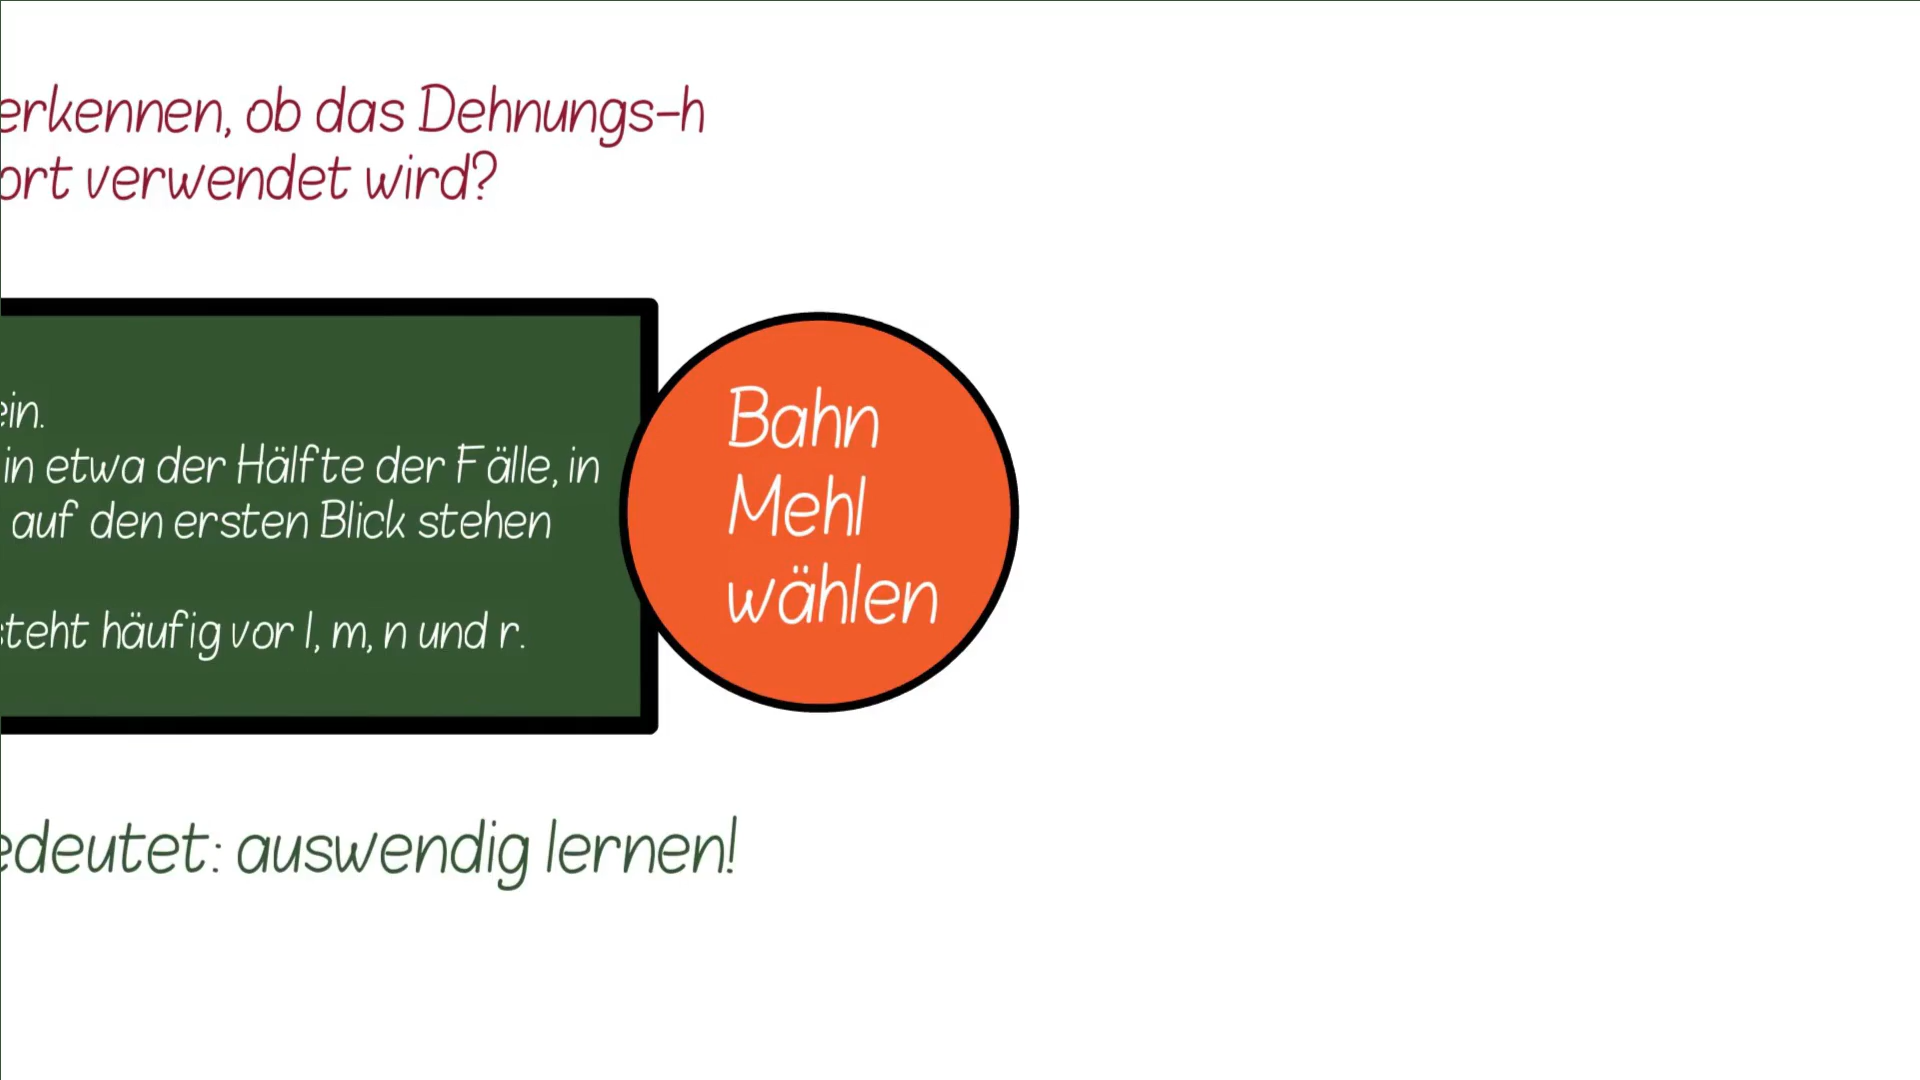 erkennen, ob das Dehnungs-h
ort verwendet wird?
ein.
in etwa der Hälfte der Fälle, in
auf den ersten Blick stehen
steht häufig vor l, m, n und r.
Bahn
Mehl
wählen
edeutet: auswendig lernen!